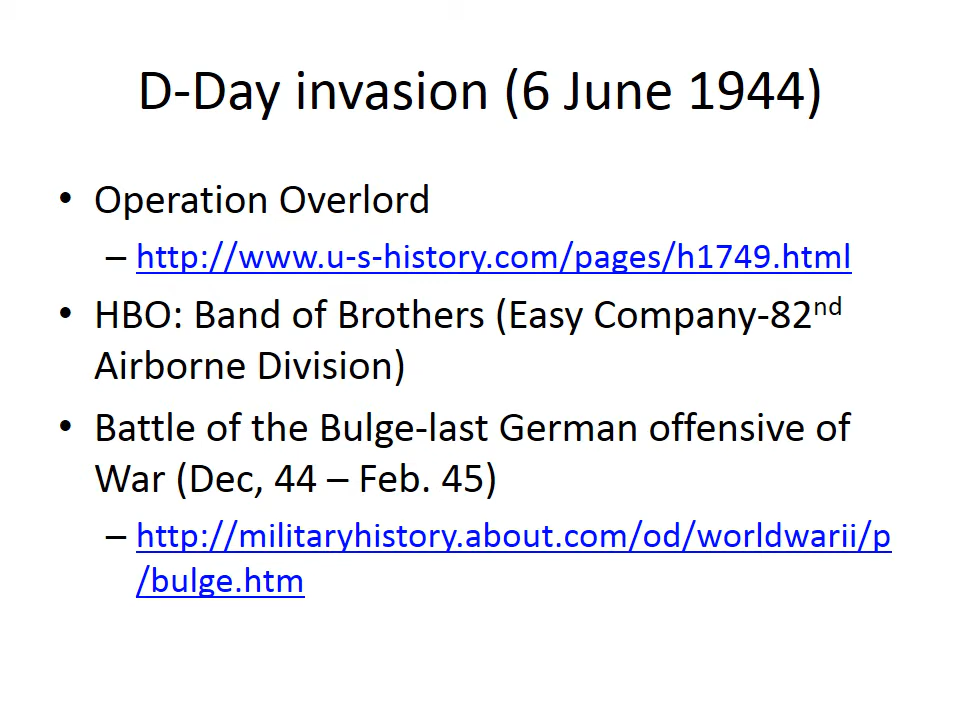 D-Day invasion (6 June 1944)
• Operation Overlord
– http://www.u-s-history.com/pages/h1749.html
• HBO: Band of Brothers (Easy Company-82nd
Airborne Division)
• Battle of the Bulge-last German offensive of
War (Dec, 44 – Feb. 45)
– http://militaryhistory.about.com/od/worldwarii/p
/bulge.htm